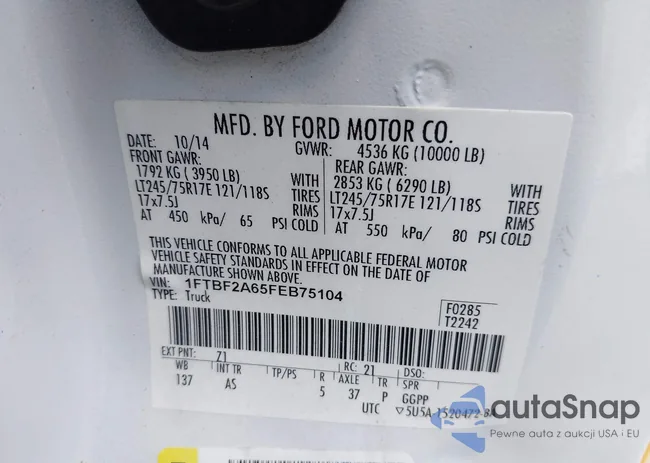 MFD. BY FORD MOTOR CO.
DATE: 10/14 GVWR: 4536 KG (10000 LB)
FRONT GAWR: REAR GAWR:
1792 KG ( 3950 LB) WITH 2853 KG ( 6290 LB) WITH
LT245/75R17E 121/118S TIRES LT245/75R17E 121/118S TIRES
17x7.5J RIMS 17x7.5J RIMS
AT 450 kPa/ 65 PSI COLD AT 550 kPa/ 80 PSI COLD
THIS VEHICLE CONFORMS TO ALL APPLICABLE FEDERAL MOTOR
VEHICLE SAFETY STANDARDS IN EFFECT ON THE DATE OF
MANUFACTURE SHOWN ABOVE.
VIN: 1FTBF2A65FEB75104
TYPE: Truck
F0285
T2242
EXT PNT: Z1 RC: 21 DSO:
WB INT TR TP/PS R AXLE TR SPR
137 AS 5 37 P GGPP
UTC ▽5U5A-1520472-BA
autaSnap
Pewne auta z aukcji USA i EU